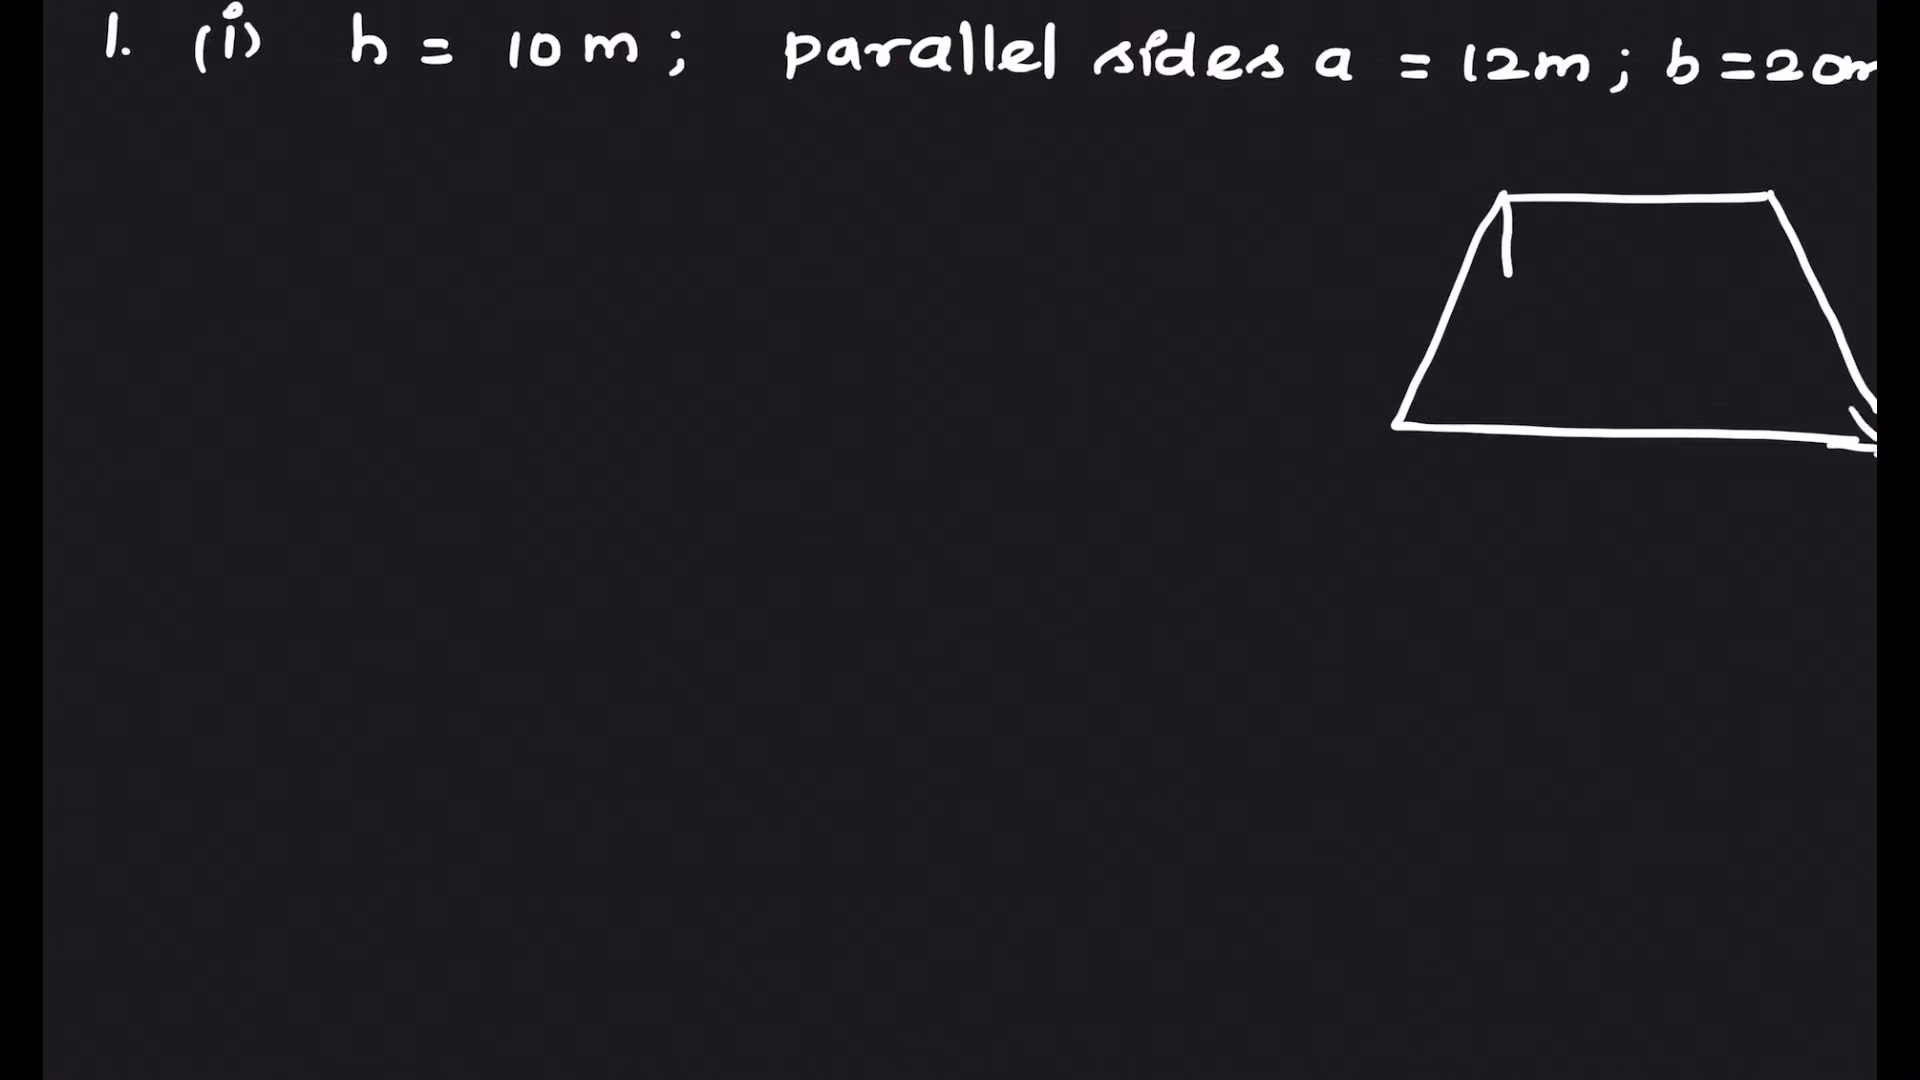 1. (i) h = 10 m ; parallel sides a = 12m ; b = 20m